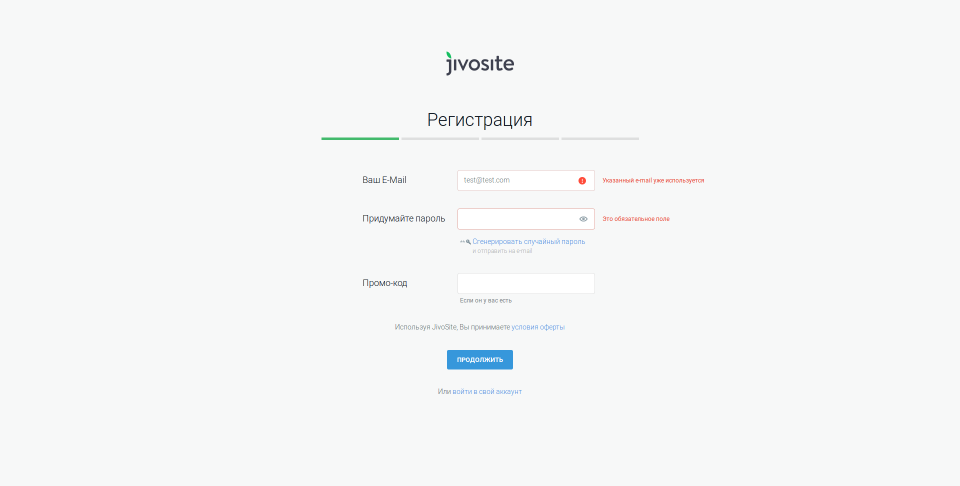 jivosite
Регистрация
Ваш E-Mail
test@test.com
Указанный e-mail уже используется
Придумайте пароль
Это обязательное поле
Сгенерировать случайный пароль
и отправить на e-mail
Промо-код
Если он у вас есть
Используя JivoSite, Вы принимаете условия оферты
ПРОДОЛЖИТЬ
Или войти в свой аккаунт